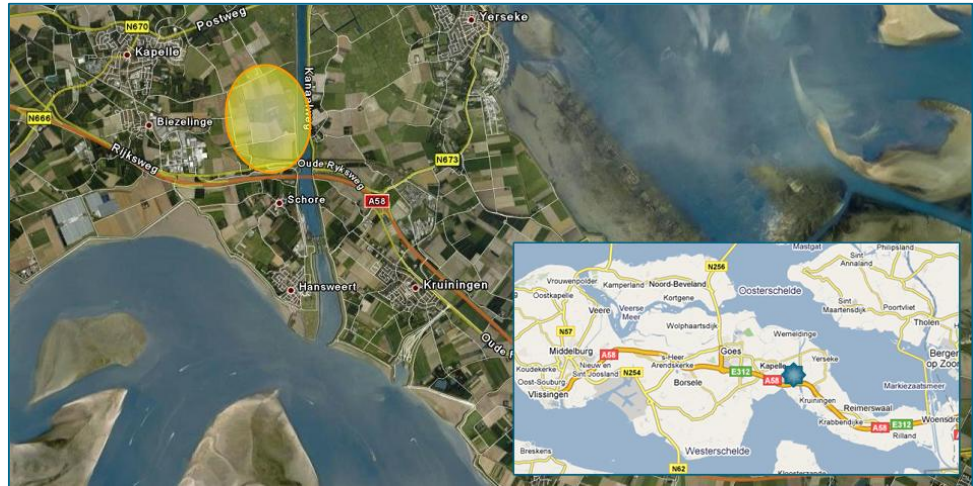 N670
Postweg
Yerseke
Kapelle
Kanaalweg
N666
Biezelinge
Rijksweg
Oude Ryksweg
N673
Schore
A58
Hansweert
Kruiningen
Oude
Mastgat
Philipsland
N256
Sint
Annaland
Vrouwenpolder
Kamperland
Noord-Beveland
Oosterschelde
Oostkapelle
Kortgene
Sint
Maartensdijk
Poortvliet
Veere
Veerse
Meer
Wolphaartsdijk
Wemeldinge
Tholen
N57
Middelburg
A58
Goes
Yerseke
Bergen
op Zoom
's-Heer
Arendskerke
Kapelle
Koudekerke
Nieuw en
Sint Joosland
N254
E312
A58
Oost-Souburg
Borsele
Markiezaatsmeer
Vlissingen
Kruiningen
Reimerswaal
Krabbendijke
A58
E312
Woensdrecht
Rilland
Breskens
Westerschelde
N62
Kloosterzande